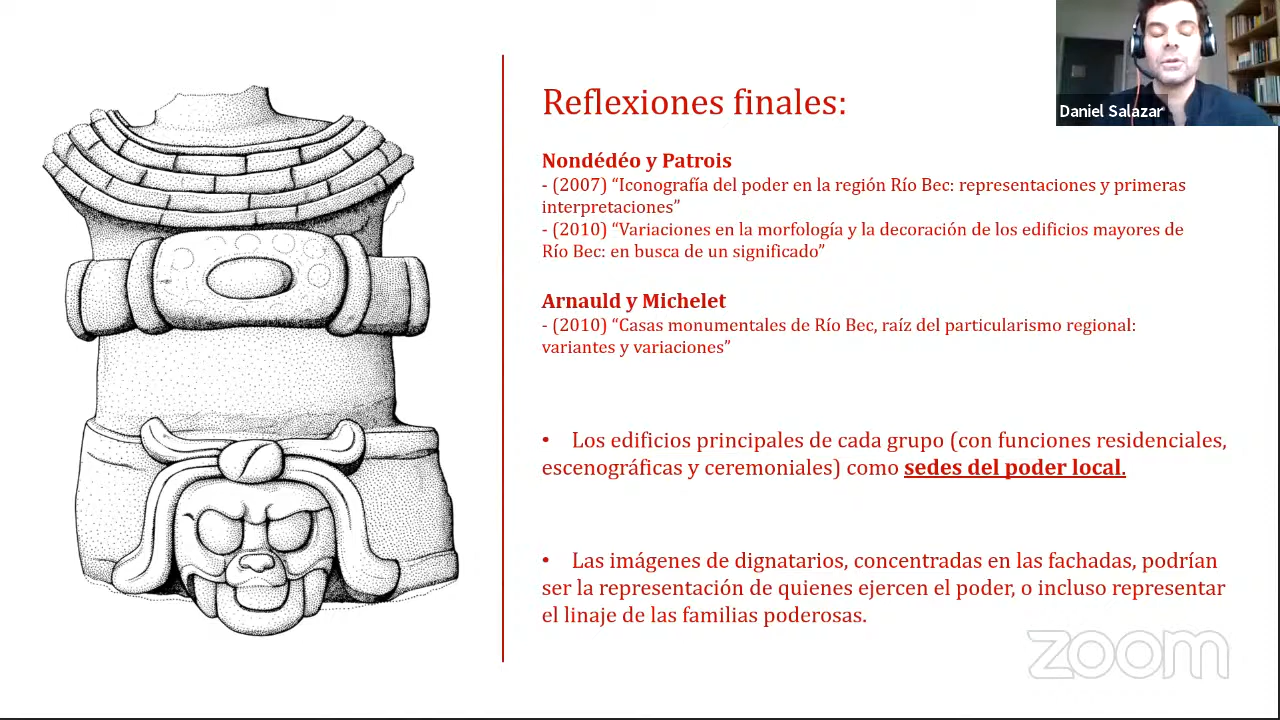 Reflexiones finales:
Daniel Salazar
Nondédéo y Patrois
- (2007) “Iconografía del poder en la región Río Bec: representaciones y primeras
interpretaciones”
- (2010) “Variaciones en la morfología y la decoración de los edificios mayores de
Río Bec: en busca de un significado”
Arnauld y Michelet
- (2010) “Casas monumentales de Río Bec, raíz del particularismo regional:
variantes y variaciones”
• Los edificios principales de cada grupo (con funciones residenciales,
escenográficas y ceremoniales) como sedes del poder local.
• Las imágenes de dignatarios, concentradas en las fachadas, podrían
ser la representación de quienes ejercen el poder, o incluso representar
el linaje de las familias poderosas.
zoom